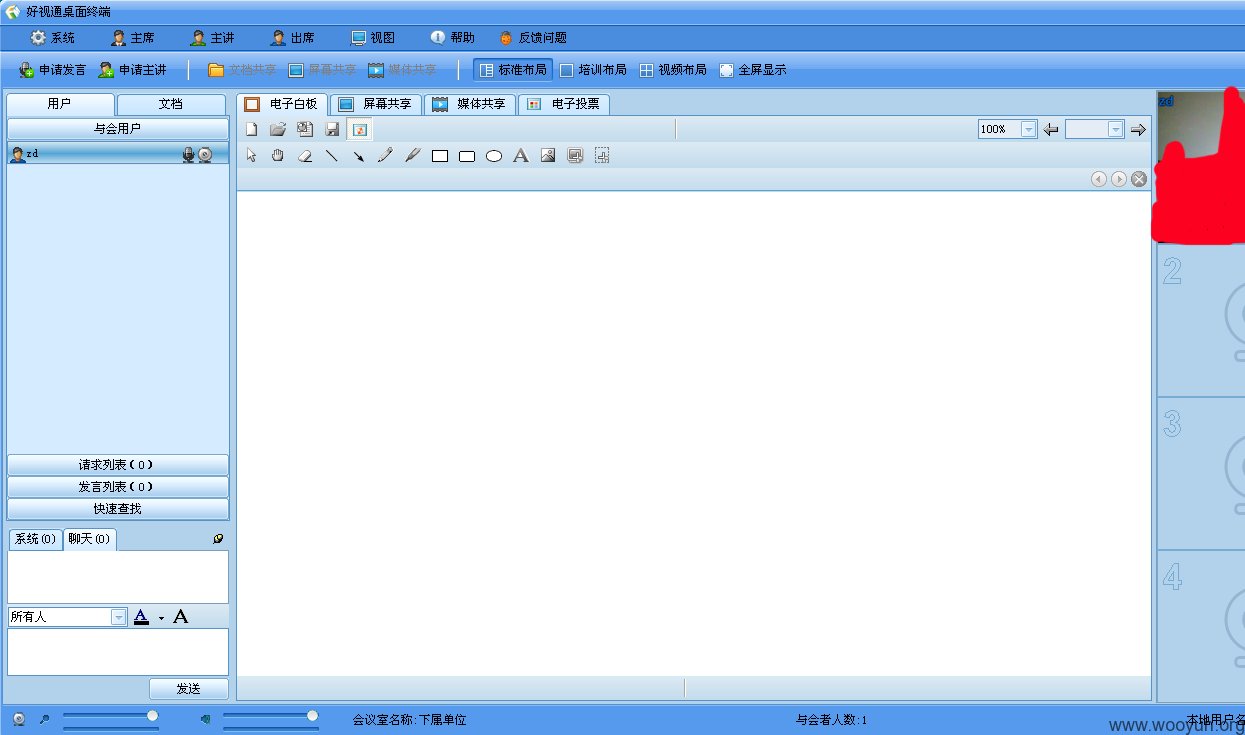 好视通桌面终端
系统 主席 主讲 出席 视图 帮助 反馈问题
申请发言 申请主讲 文档共享 屏幕共享 媒体共享 标准布局 培训布局 视频布局 全屏显示
用户 文档 电子白板 屏幕共享 媒体共享 电子投票
zd
与会用户
100%
zd
2
3
4
请求列表(0)
发言列表(0)
快速查找
系统(0) 聊天(0)
所有人 A A
发送
会议室名称:下属单位 与会者人数:1 本地用户名
www.wooyun.org